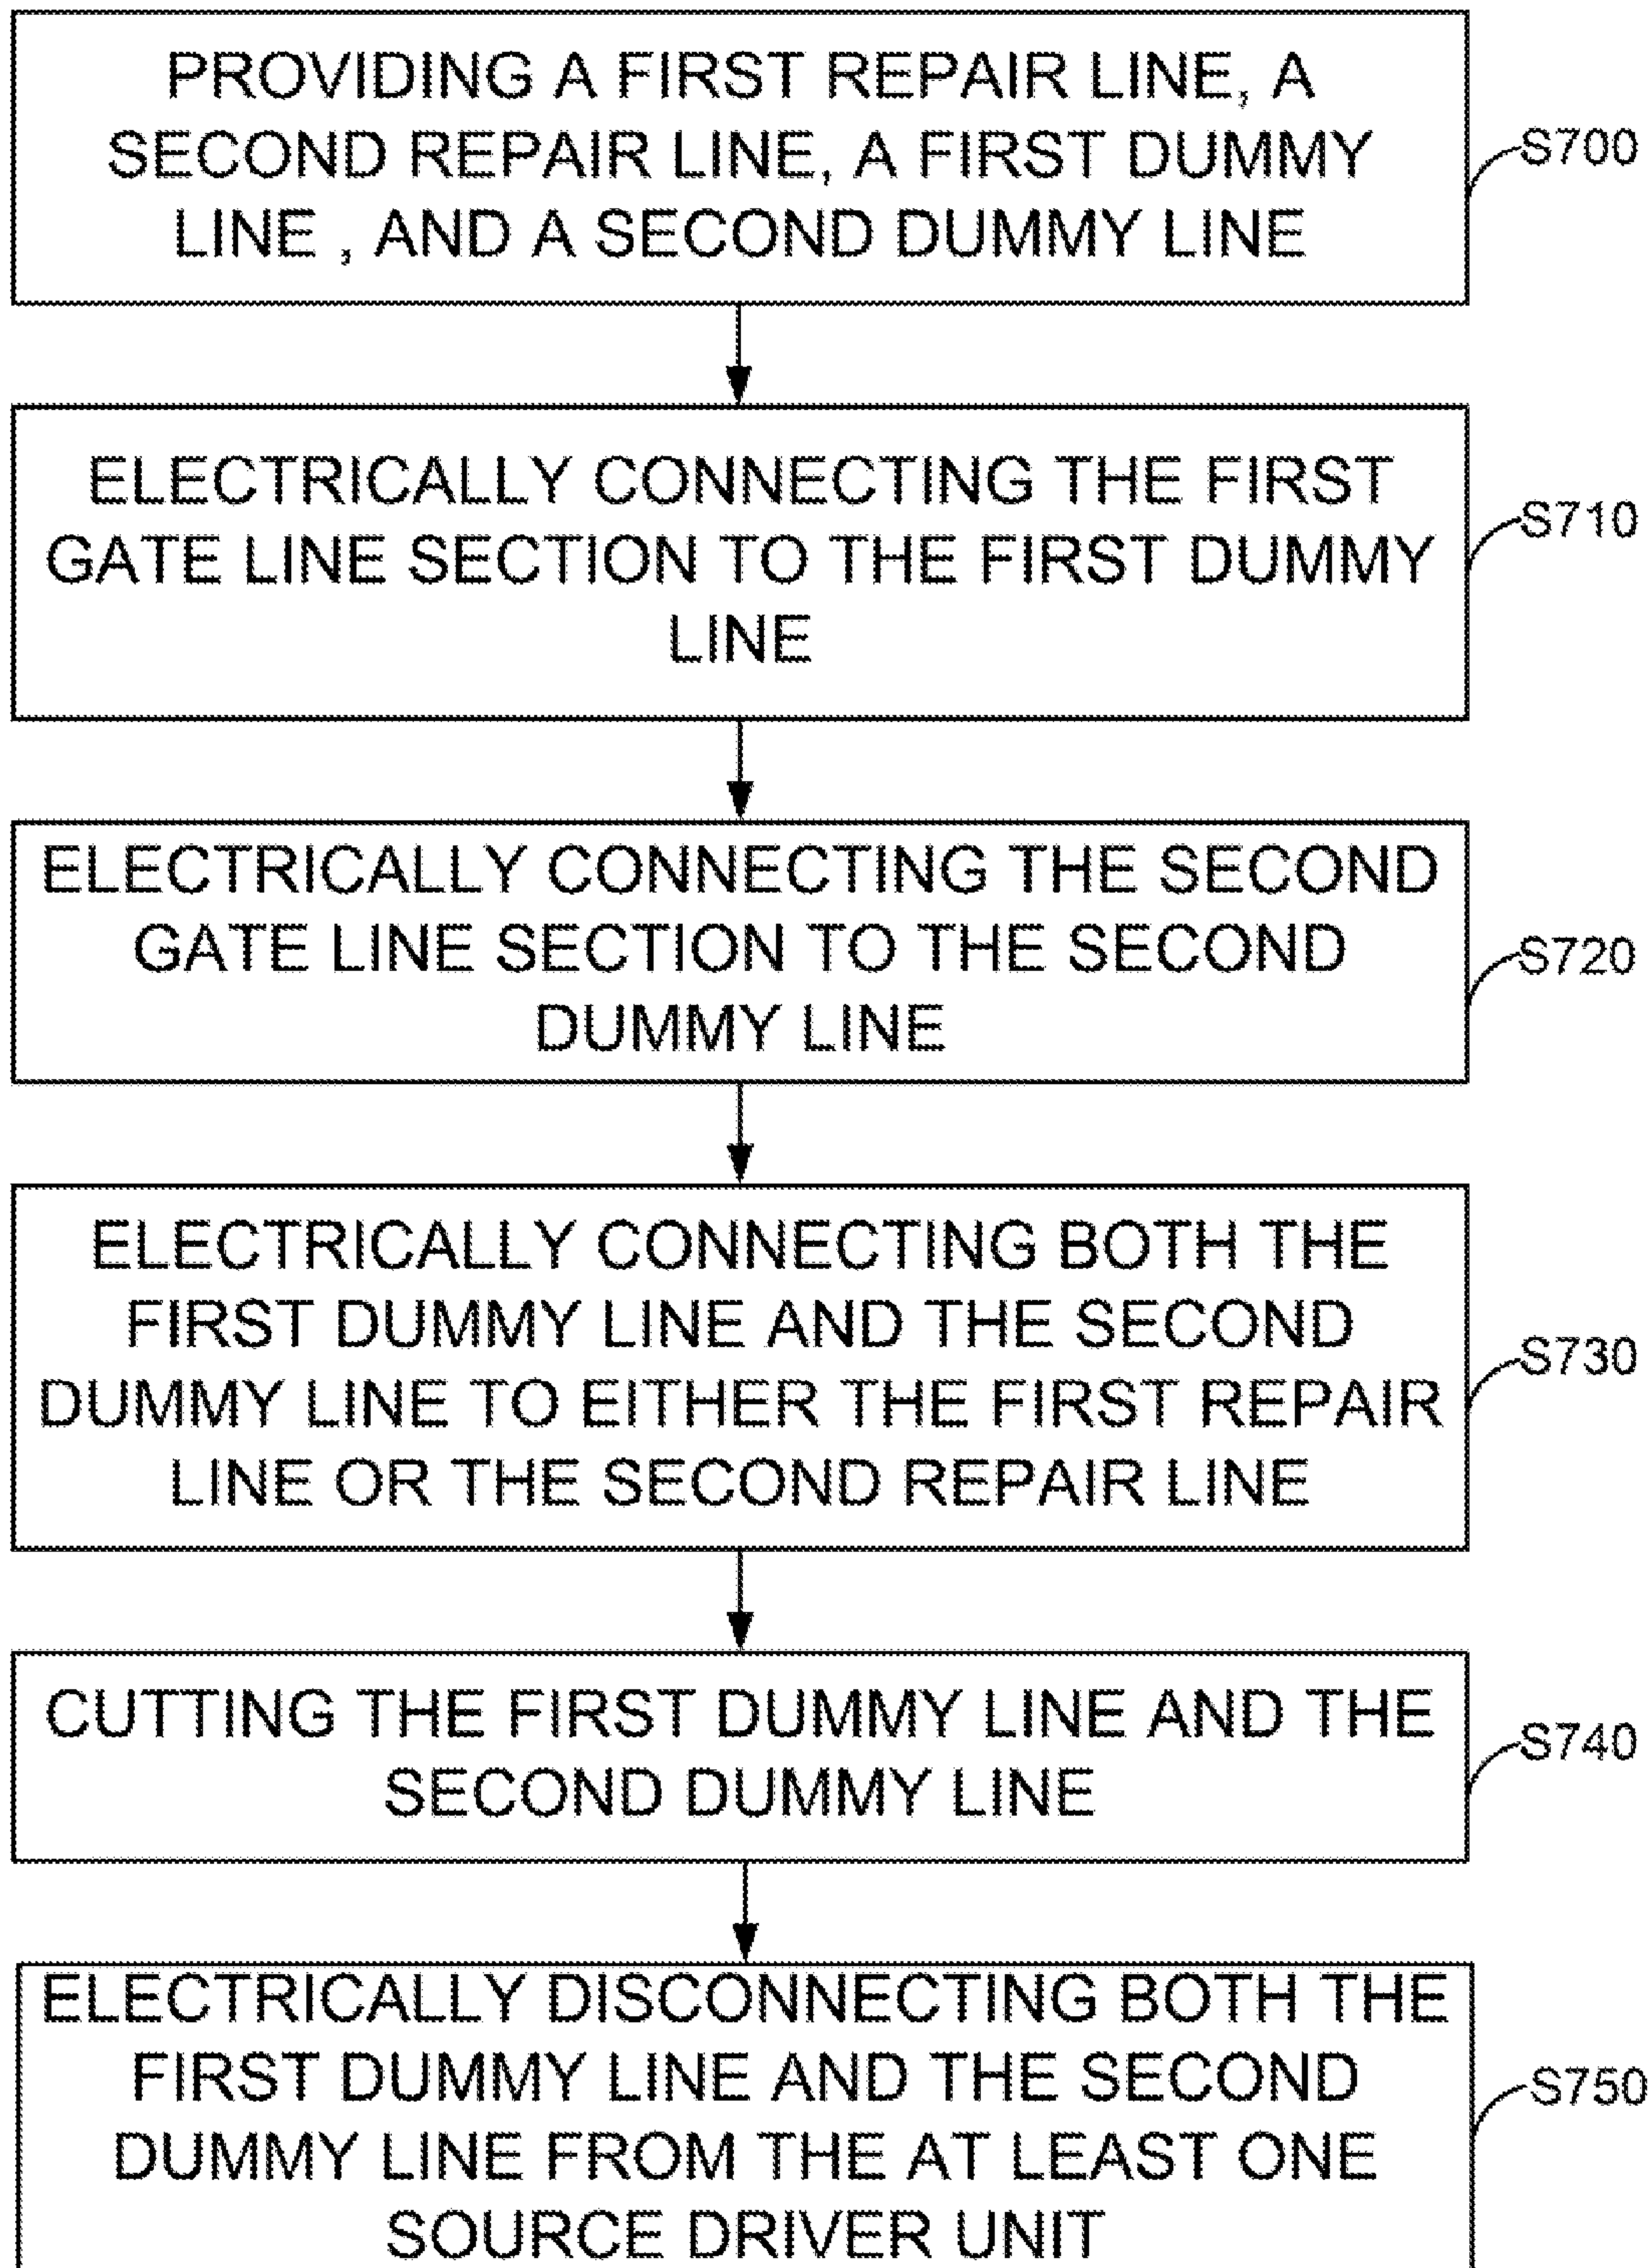 PROVIDING A FIRST REPAIR LINE, A
SECOND REPAIR LINE, A FIRST DUMMY
LINE , AND A SECOND DUMMY LINE
S700
ELECTRICALLY CONNECTING THE FIRST
GATE LINE SECTION TO THE FIRST DUMMY
LINE
S710
ELECTRICALLY CONNECTING THE SECOND
GATE LINE SECTION TO THE SECOND
DUMMY LINE
S720
ELECTRICALLY CONNECTING BOTH THE
FIRST DUMMY LINE AND THE SECOND
DUMMY LINE TO EITHER THE FIRST REPAIR
LINE OR THE SECOND REPAIR LINE
S730
CUTTING THE FIRST DUMMY LINE AND THE
SECOND DUMMY LINE
S740
ELECTRICALLY DISCONNECTING BOTH THE
FIRST DUMMY LINE AND THE SECOND
DUMMY LINE FROM THE AT LEAST ONE
SOURCE DRIVER UNIT
S750